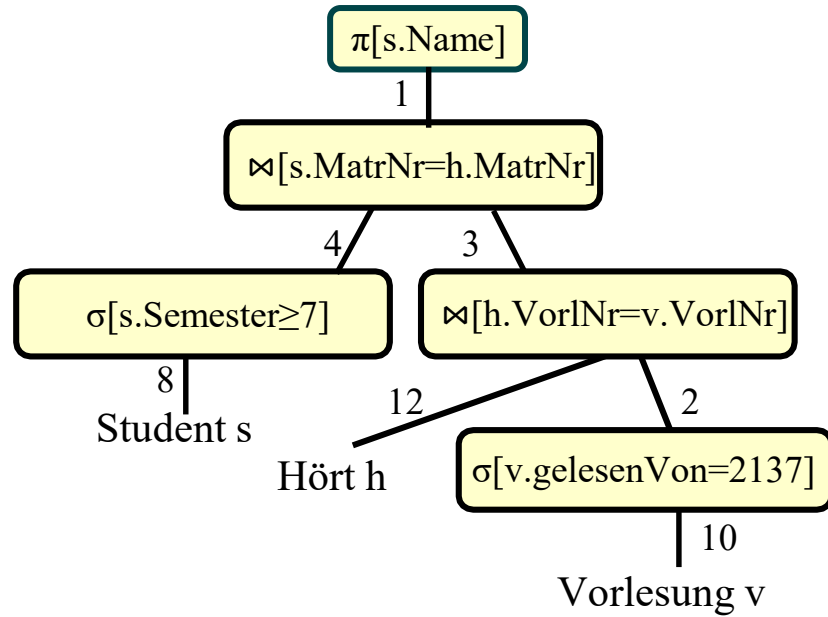 π[s.Name]
1
⋈[s.MatrNr=h.MatrNr]
4
3
σ[s.Semester≥7]
⋈[h.VorlNr=v.VorlNr]
8
12
2
Student s
Hört h
σ[v.gelesenVon=2137]
10
Vorlesung v